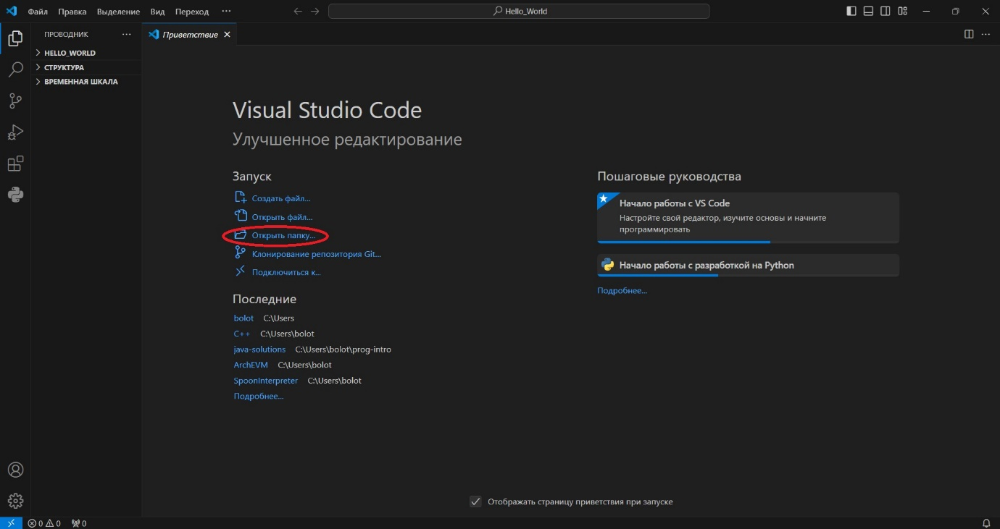 Файл Правка Выделение Вид Переход ··· Hello_World
ПРОВОДНИК ···
Приветствие
HELLO_WORLD
СТРУКТУРА
ВРЕМЕННАЯ ШКАЛА
Visual Studio Code
Улучшенное редактирование
Запуск
Создать файл...
Открыть файл...
Открыть папку...
Клонирование репозитория Git...
Подключиться к...
Последние
bolot C:\Users
C++ C:\Users\bolot
java-solutions C:\Users\bolot\prog-intro
ArchEVM C:\Users\bolot
SpoonInterpreter C:\Users\bolot
Подробнее...
Пошаговые руководства
Начало работы с VS Code
Настройте свой редактор, изучите основы и начните
программировать
Начало работы с разработкой на Python
Подробнее...
Отображать страницу приветствия при запуске
0 0 0